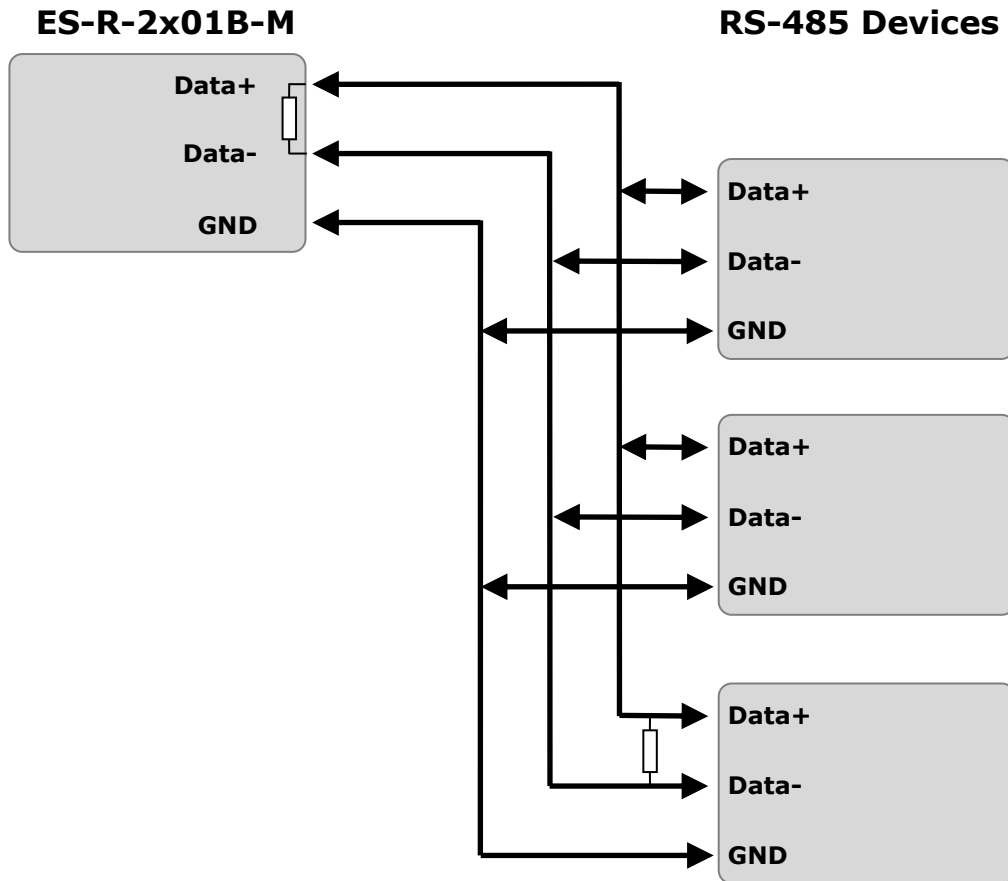 ES-R-2x01B-M
RS-485 Devices
Data+
Data-
GND
Data+
Data-
GND
Data+
Data-
GND
Data+
Data-
GND